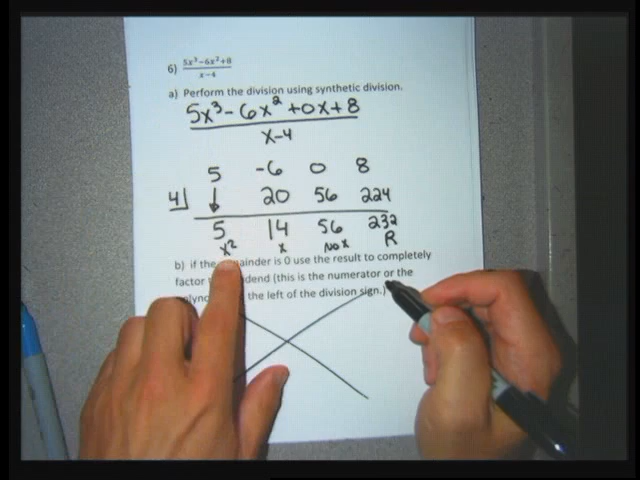 6) 5x³−6x²+8
x−4
a) Perform the division using synthetic division.
5x³ - 6x² + 0x + 8
x-4
5 -6 0 8
4 20 56 224
5 14 56 232
x² x no x R
b) if the remainder is 0 use the result to completely
factor dividend (this is the numerator or the
the left of the division sign.)